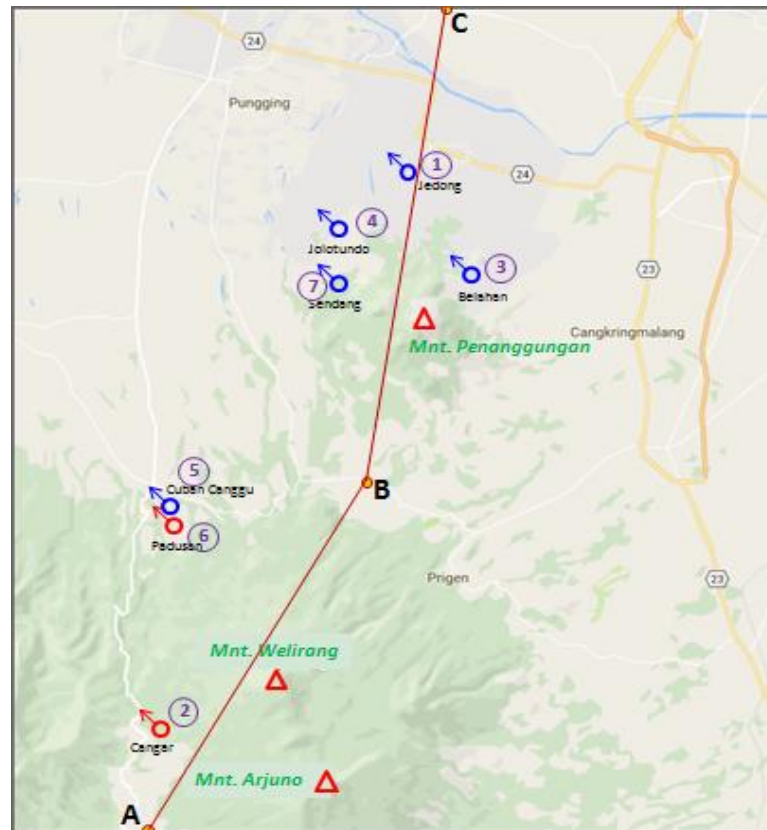 C
24
Pungging
1
Jedong
24
4
Jolotundo
7
Sendang
3
Belahan
23
Mnt. Penanggungan
Cangkringmalang
5
Cuban Canggu
B
6
Padusan
Prigen
23
Mnt. Welirang
2
Cangar
Mnt. Arjuno
A